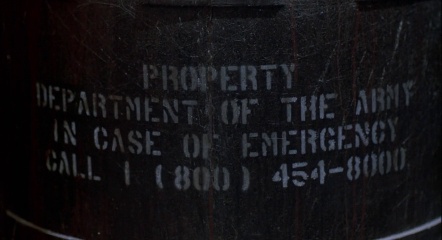 PROPERTY
DEPARTMENT OF THE ARMY
IN CASE OF EMERGENCY
CALL 1 (800) 454-8000